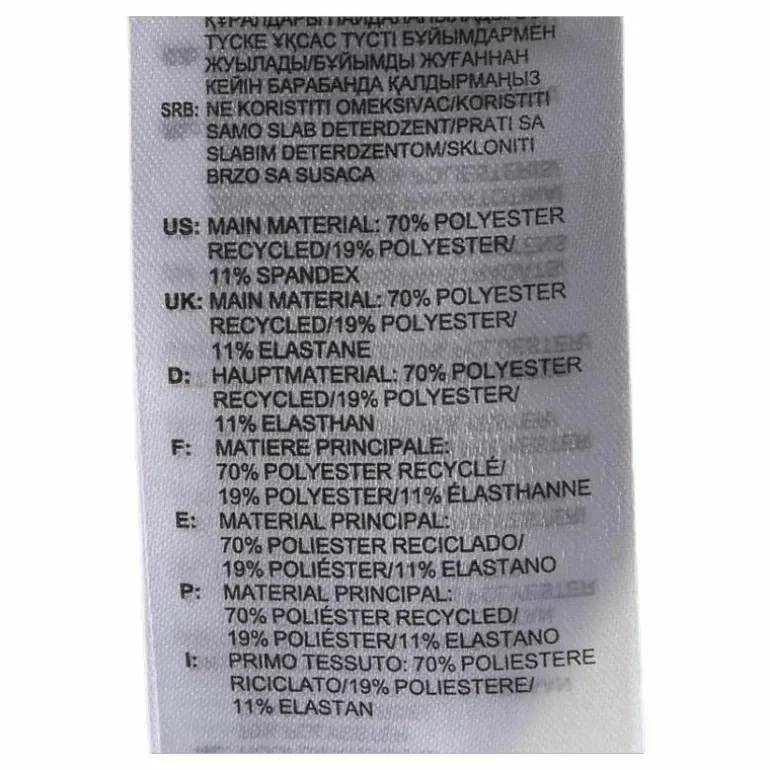 ҚҰРАЛДАРЫ ПАЙДАЛАНЫЛАДЫ/
ТҮСКЕ ҰҚСАС ТҮСТІ БҰЙЫМДАРМЕН
ЖУЫЛАДЫ/БҰЙЫМДЫ ЖУҒАННАН
КЕЙІН БАРАБАНДА ҚАЛДЫРМАҢЫЗ
SRB: NE KORISTITI OMEKSIVAC/KORISTITI
SAMO SLAB DETERDZENT/PRATI SA
SLABIM DETERDZENTOM/SKLONITI
BRZO SA SUSACA
US: MAIN MATERIAL: 70% POLYESTER
RECYCLED/19% POLYESTER/
11% SPANDEX
UK: MAIN MATERIAL: 70% POLYESTER
RECYCLED/19% POLYESTER/
11% ELASTANE
D: HAUPTMATERIAL: 70% POLYESTER
RECYCLED/19% POLYESTER/
11% ELASTHAN
F: MATIERE PRINCIPALE:
70% POLYESTER RECYCLÉ/
19% POLYESTER/11% ÉLASTHANNE
E: MATERIAL PRINCIPAL:
70% POLIESTER RECICLADO/
19% POLIÉSTER/11% ELASTANO
P: MATERIAL PRINCIPAL:
70% POLIÉSTER RECYCLED/
19% POLIÉSTER/11% ELASTANO
I: PRIMO TESSUTO: 70% POLIESTERE
RICICLATO/19% POLIESTERE/
11% ELASTAN